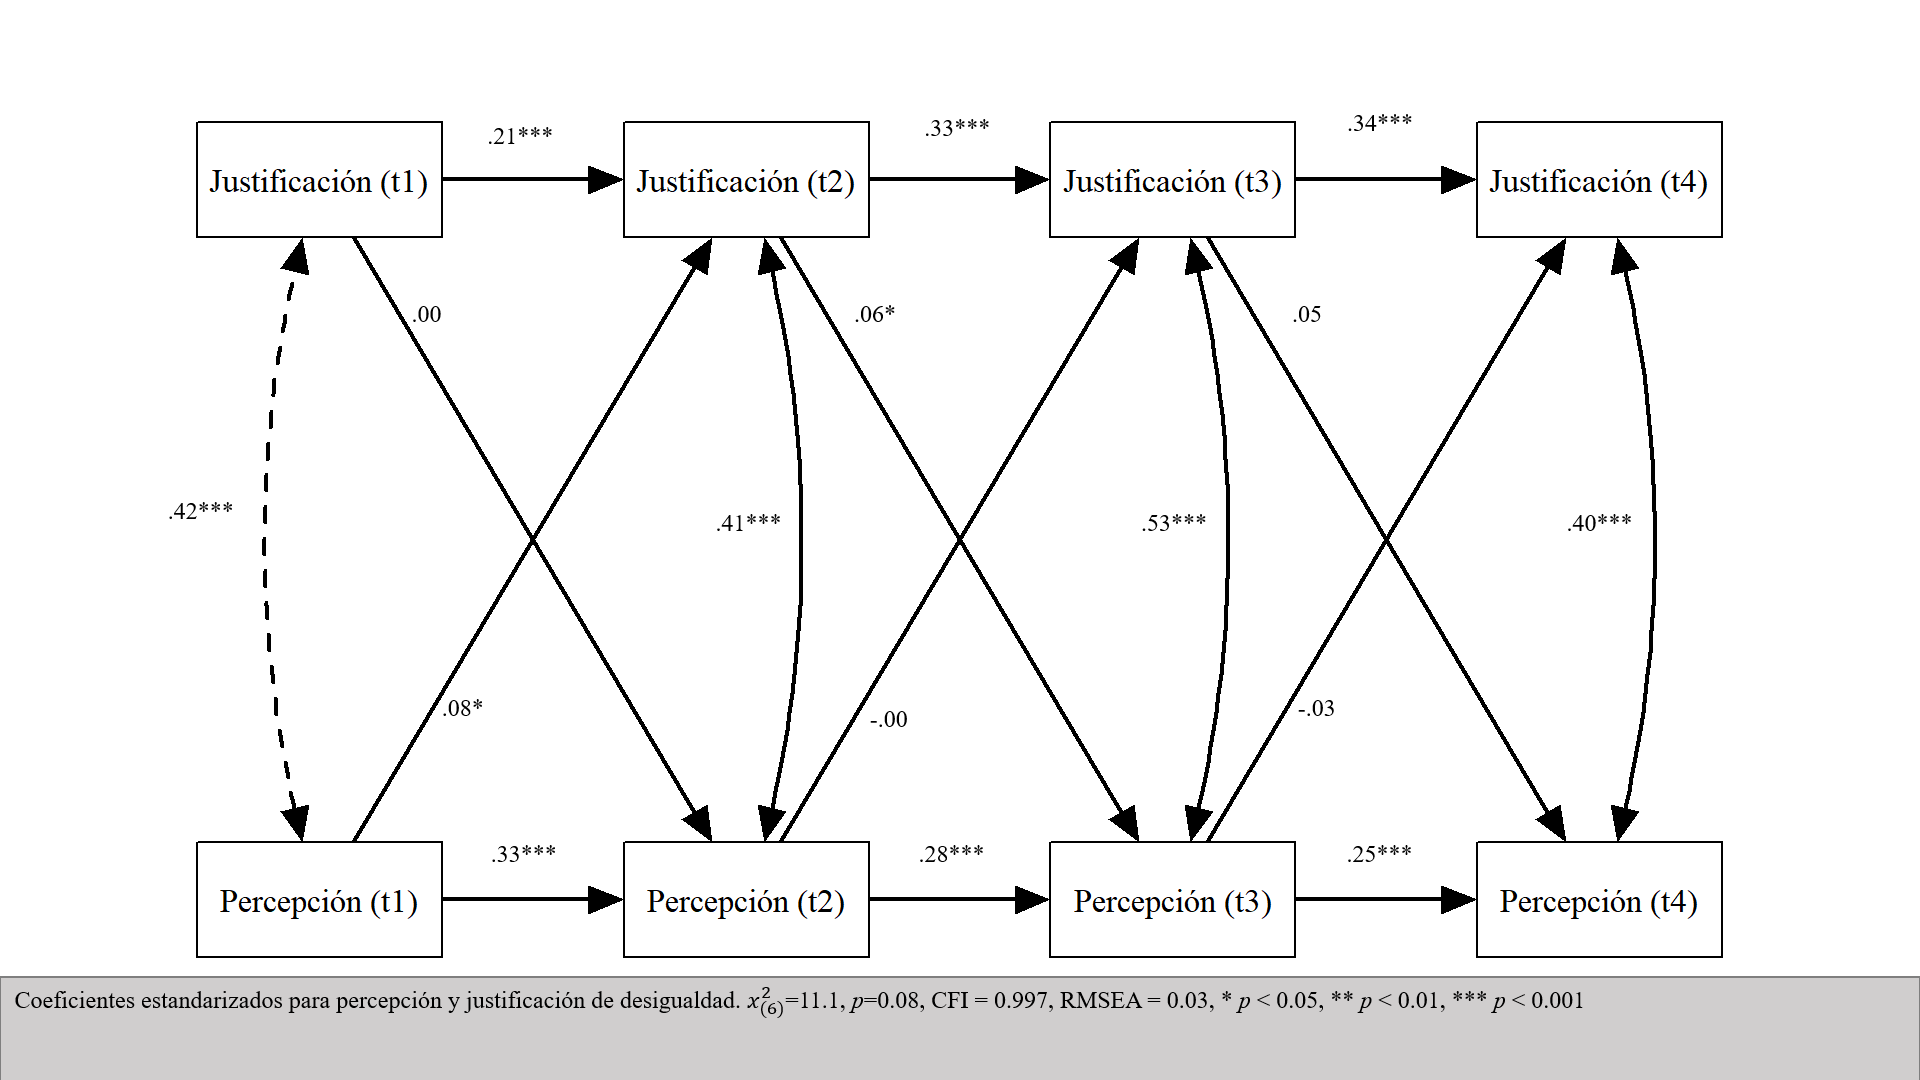 .21***
.33***
.34***
Justificación (t1)
Justificación (t2)
Justificación (t3)
Justificación (t4)
.00
.06*
.05
.42***
.41***
.53***
.40***
.08*
-.00
-.03
.33***
.28***
.25***
Percepción (t1)
Percepción (t2)
Percepción (t3)
Percepción (t4)
Coeficientes estandarizados para percepción y justificación de desigualdad. x²₍₆₎=11.1, p=0.08, CFI = 0.997, RMSEA = 0.03, * p < 0.05, ** p < 0.01, *** p < 0.001